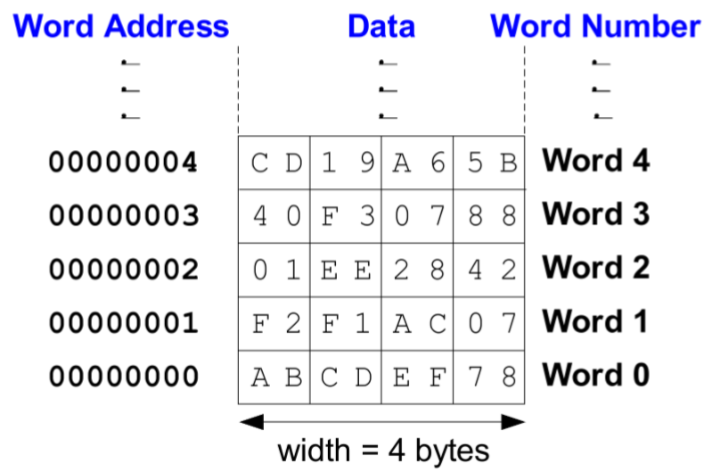 Word Address Data Word Number
00000004 C D 1 9 A 6 5 B Word 4
00000003 4 0 F 3 0 7 8 8 Word 3
00000002 0 1 E E 2 8 4 2 Word 2
00000001 F 2 F 1 A C 0 7 Word 1
00000000 A B C D E F 7 8 Word 0
width = 4 bytes